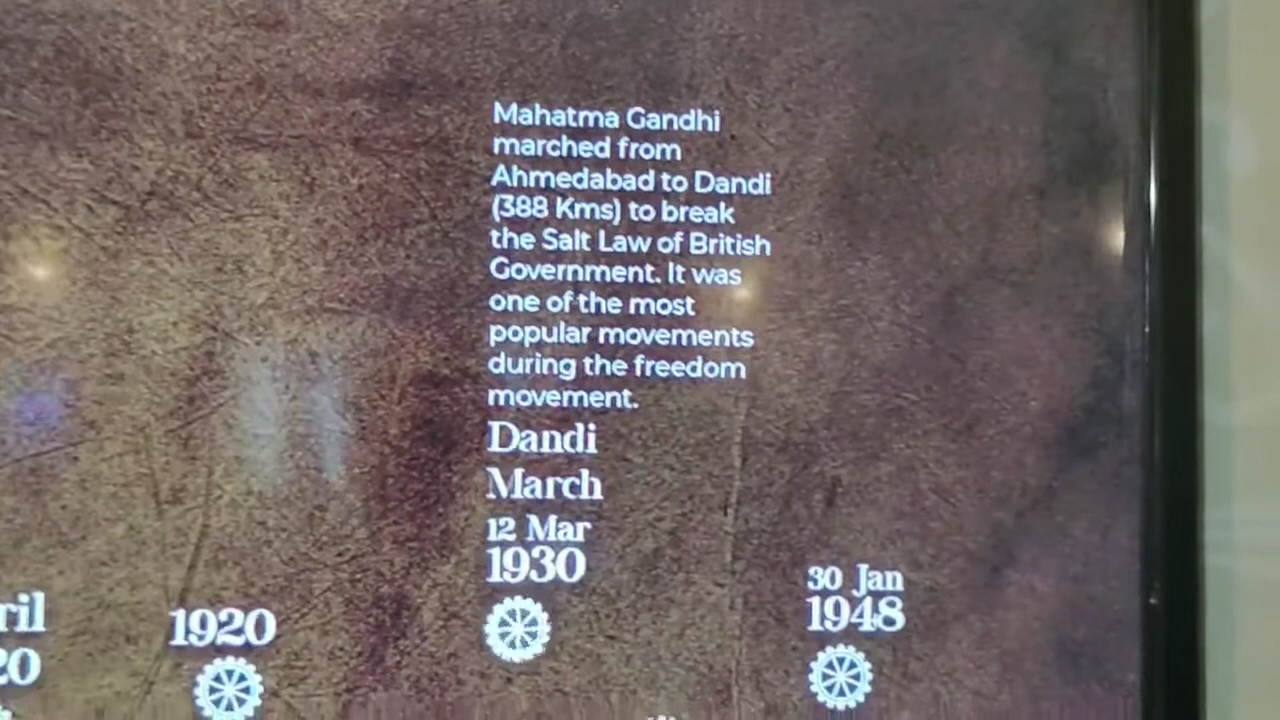 Mahatma Gandhi
marched from
Ahmedabad to Dandi
(388 Kms) to break
the Salt Law of British
Government. It was
one of the most
popular movements
during the freedom
movement.
Dandi
March
12 Mar
1930
30 Jan
1948
1920
ril
20